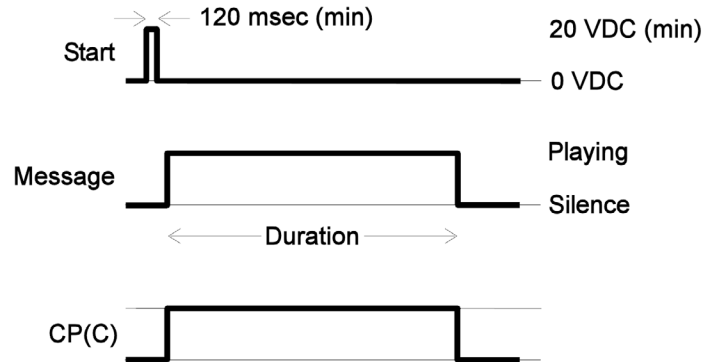 120 msec (min)
20 VDC (min)
Start
0 VDC
Playing
Message
Silence
Duration
CP(C)